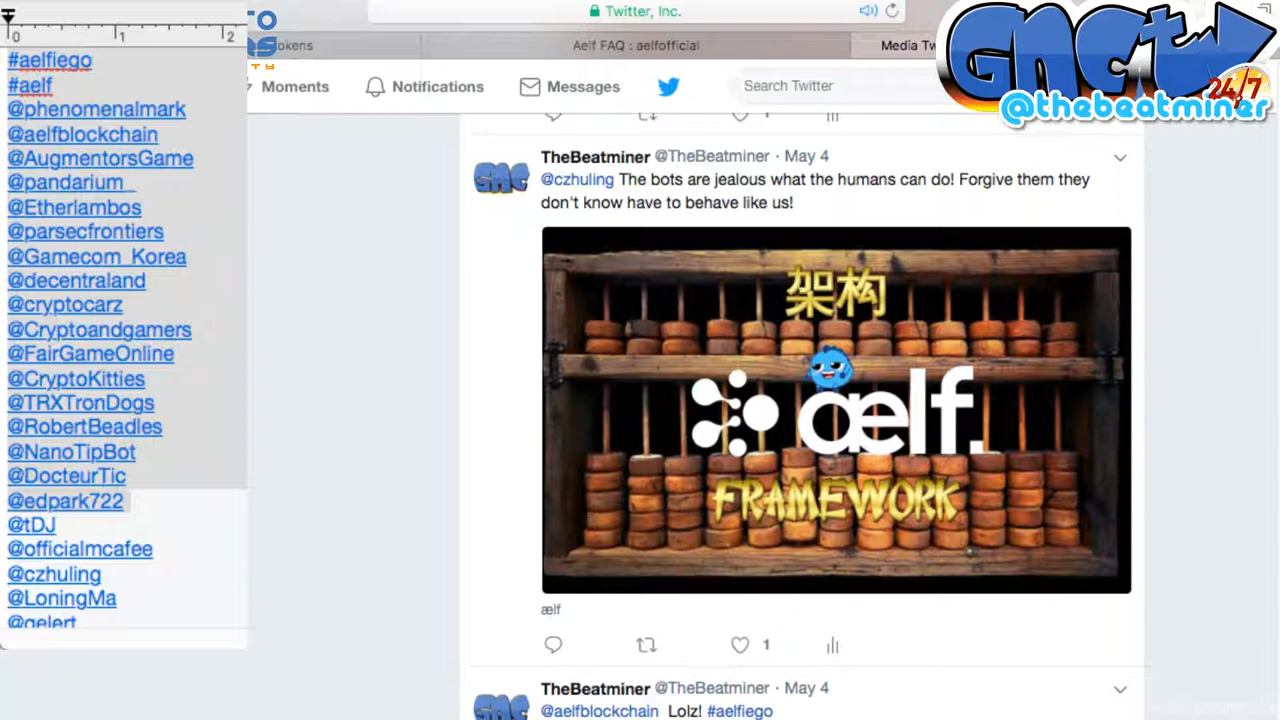 0 1 2
#aelfiego
#aelf
@phenomenalmark
@aelfblockchain
@AugmentorsGame
@pandarium_
@Etherlambos
@parsecfrontiers
@Gamecom_Korea
@decentraland
@cryptocarz
@Cryptoandgamers
@FairGameOnline
@CryptoKitties
@TRXTronDogs
@RobertBeadles
@NanoTipBot
@DocteurTic
@edpark722
@tDJ
@officialmcafee
@czhuling
@LoningMa
@gelert
Twitter, Inc.
Aelf FAQ : aelfofficial
Moments
Notifications
Messages
Search Twitter
GNCTV
24/7
@thebeatminer
1
TheBeatminer @TheBeatminer · May 4
@czhuling The bots are jealous what the humans can do! Forgive them they
don't know have to behave like us!
GNC
架构
ælf.
FRAMEWORK
ælf
1
TheBeatminer @TheBeatminer · May 4
@aelfblockchain Lolz! #aelfiego
GNC